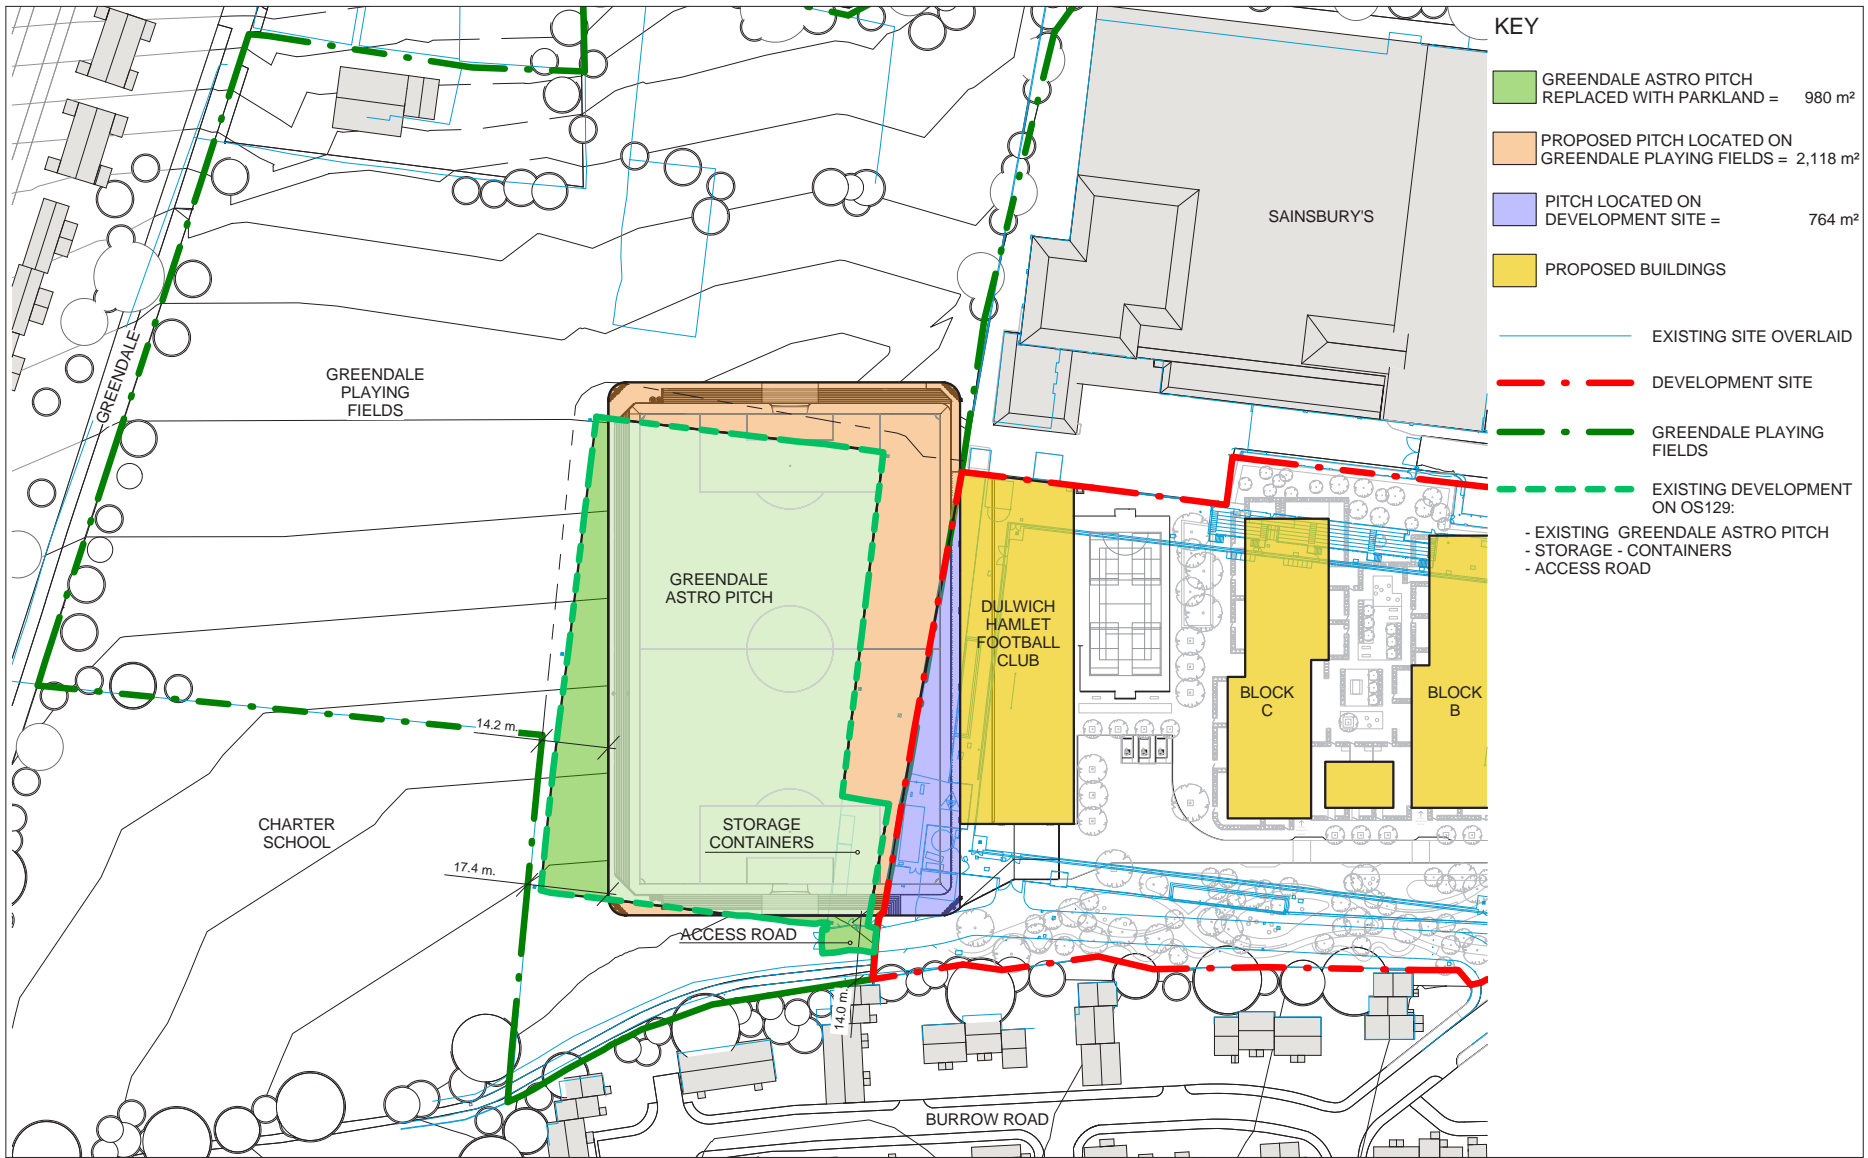 KEY
GREENDALE ASTRO PITCH
REPLACED WITH PARKLAND = 980 m²
PROPOSED PITCH LOCATED ON
GREENDALE PLAYING FIELDS = 2,118 m²
PITCH LOCATED ON
DEVELOPMENT SITE = 764 m²
PROPOSED BUILDINGS
EXISTING SITE OVERLAID
DEVELOPMENT SITE
GREENDALE PLAYING
FIELDS
EXISTING DEVELOPMENT
ON OS129:
- EXISTING GREENDALE ASTRO PITCH
- STORAGE - CONTAINERS
- ACCESS ROAD
SAINSBURY'S
GREENDALE
GREENDALE
PLAYING
FIELDS
GREENDALE
ASTRO PITCH
DULWICH
HAMLET
FOOTBALL
CLUB
BLOCK
C
BLOCK
B
14.2 m.
CHARTER
SCHOOL
STORAGE
CONTAINERS
17.4 m.
ACCESS ROAD
14.0 m.
BURROW ROAD